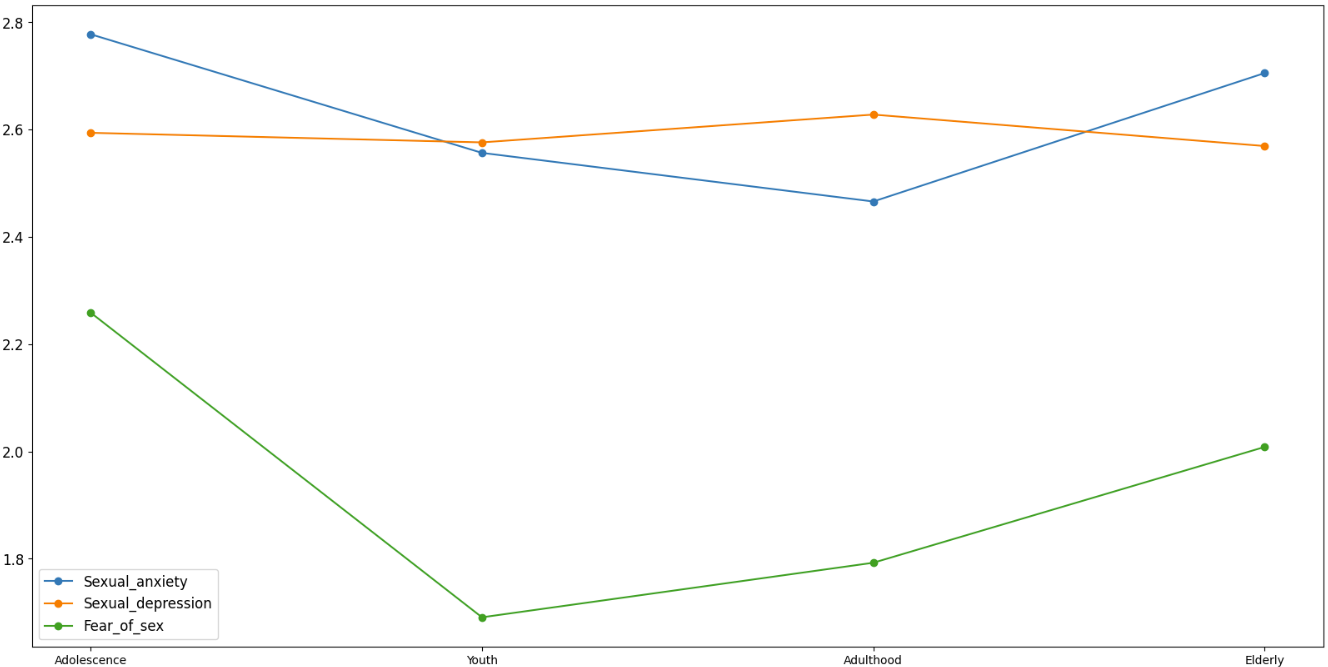 2.8
2.6
2.4
2.2
2.0
1.8
Sexual_anxiety
Sexual_depression
Fear_of_sex
Adolescence Youth Adulthood Elderly